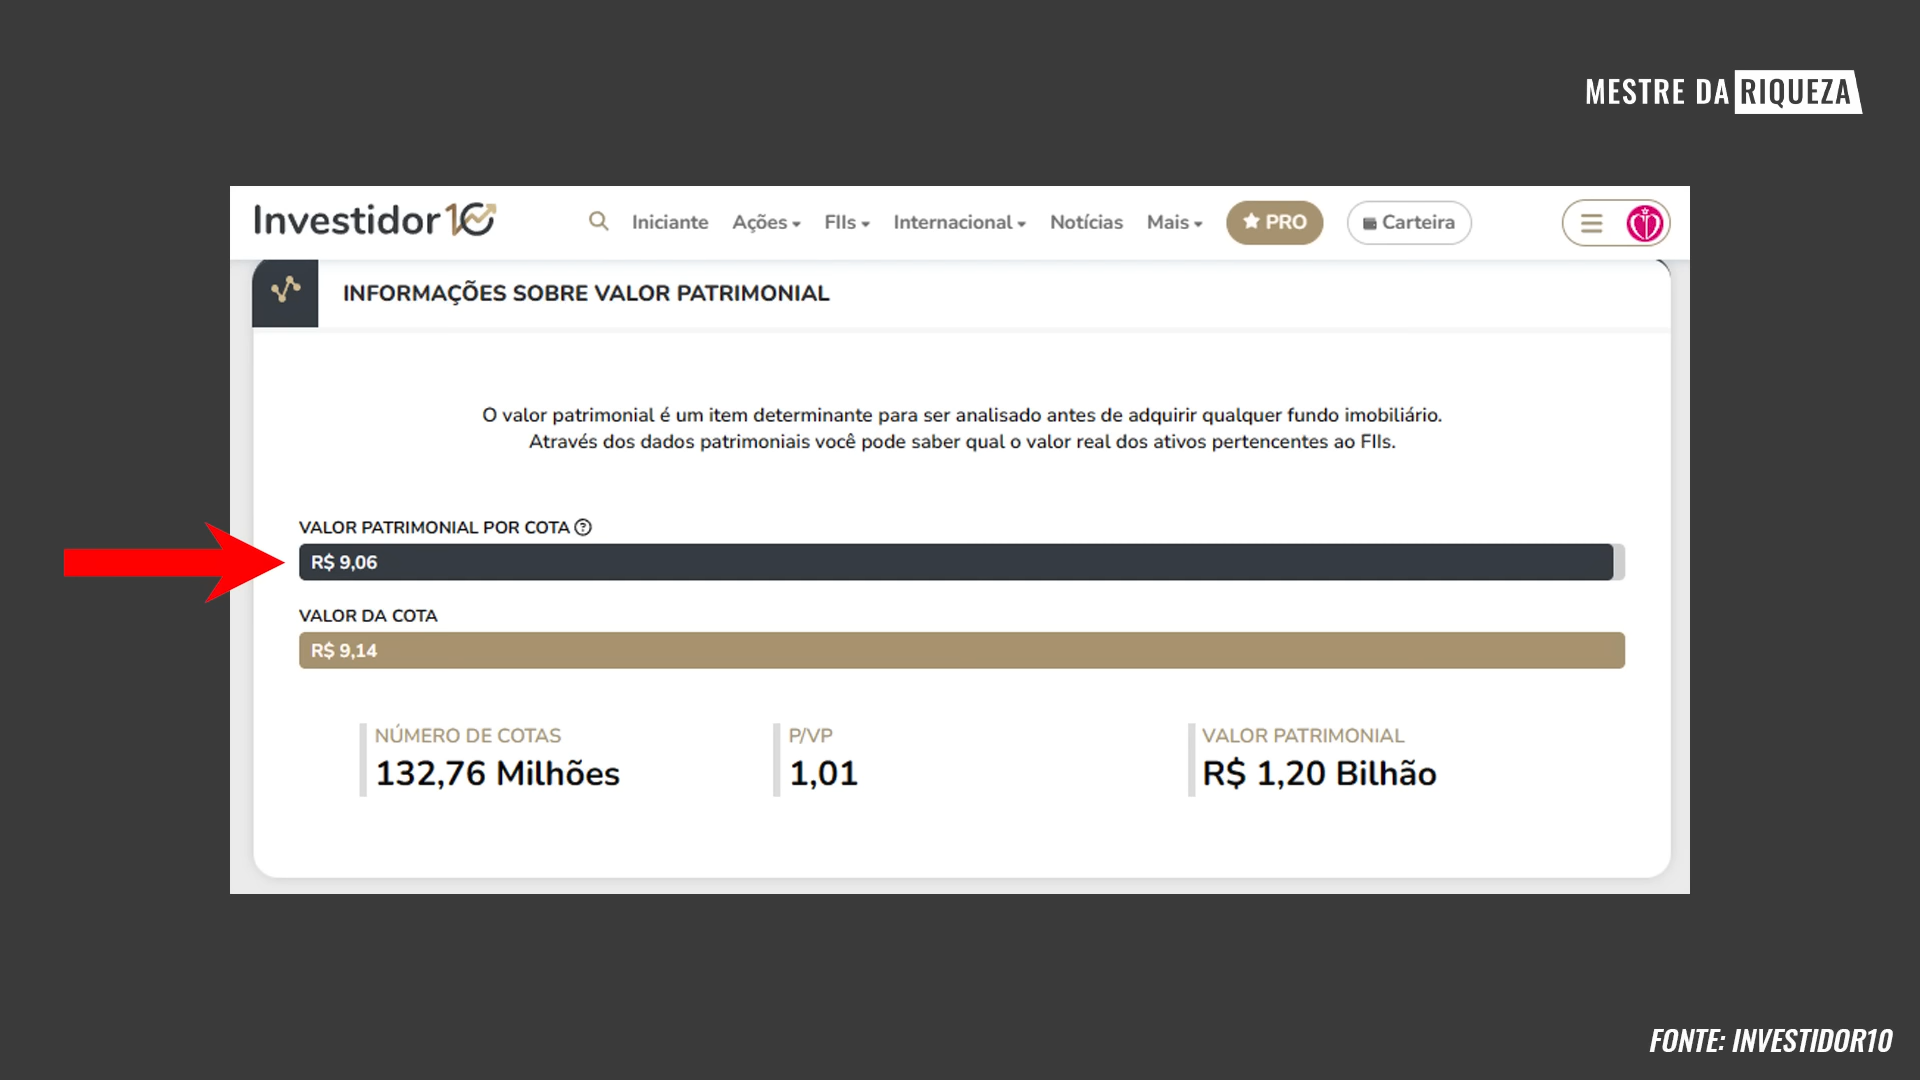 MESTRE DA RIQUEZA
Investidor10
Iniciante Ações FIIs Internacional Notícias Mais PRO Carteira
INFORMAÇÕES SOBRE VALOR PATRIMONIAL
O valor patrimonial é um item determinante para ser analisado antes de adquirir qualquer fundo imobiliário.
Através dos dados patrimoniais você pode saber qual o valor real dos ativos pertencentes ao FIIs.
VALOR PATRIMONIAL POR COTA ?
R$ 9,06
VALOR DA COTA
R$ 9,14
NÚMERO DE COTAS
132,76 Milhões
P/VP
1,01
VALOR PATRIMONIAL
R$ 1,20 Bilhão
FONTE: INVESTIDOR10